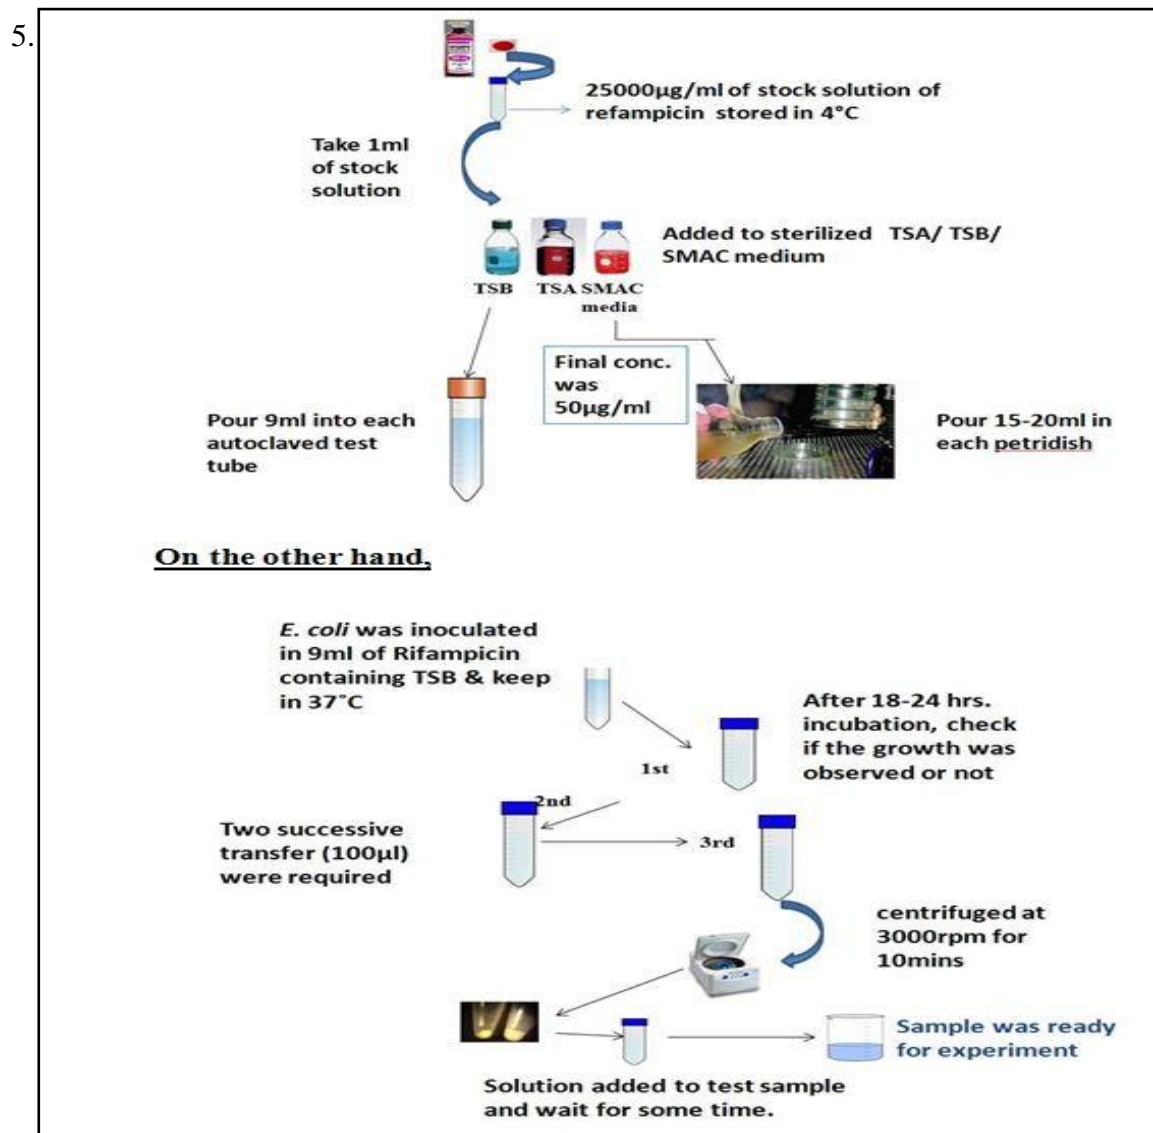 5.
25000µg/ml of stock solution of
refampicin stored in 4°C
Take 1ml
of stock
solution
Added to sterilized TSA/ TSB/
SMAC medium
TSB TSA SMAC
media
Final conc.
was
50µg/ml
Pour 9ml into each
autoclaved test
tube
Pour 15-20ml in
each petridish
On the other hand,
E. coli was inoculated
in 9ml of Rifampicin
containing TSB & keep
in 37˚C
After 18-24 hrs.
incubation, check
if the growth was
observed or not
1st
2nd
Two successive
transfer (100µl)
were required
3rd
centrifuged at
3000rpm for
10mins
Sample was ready
for experiment
Solution added to test sample
and wait for some time.